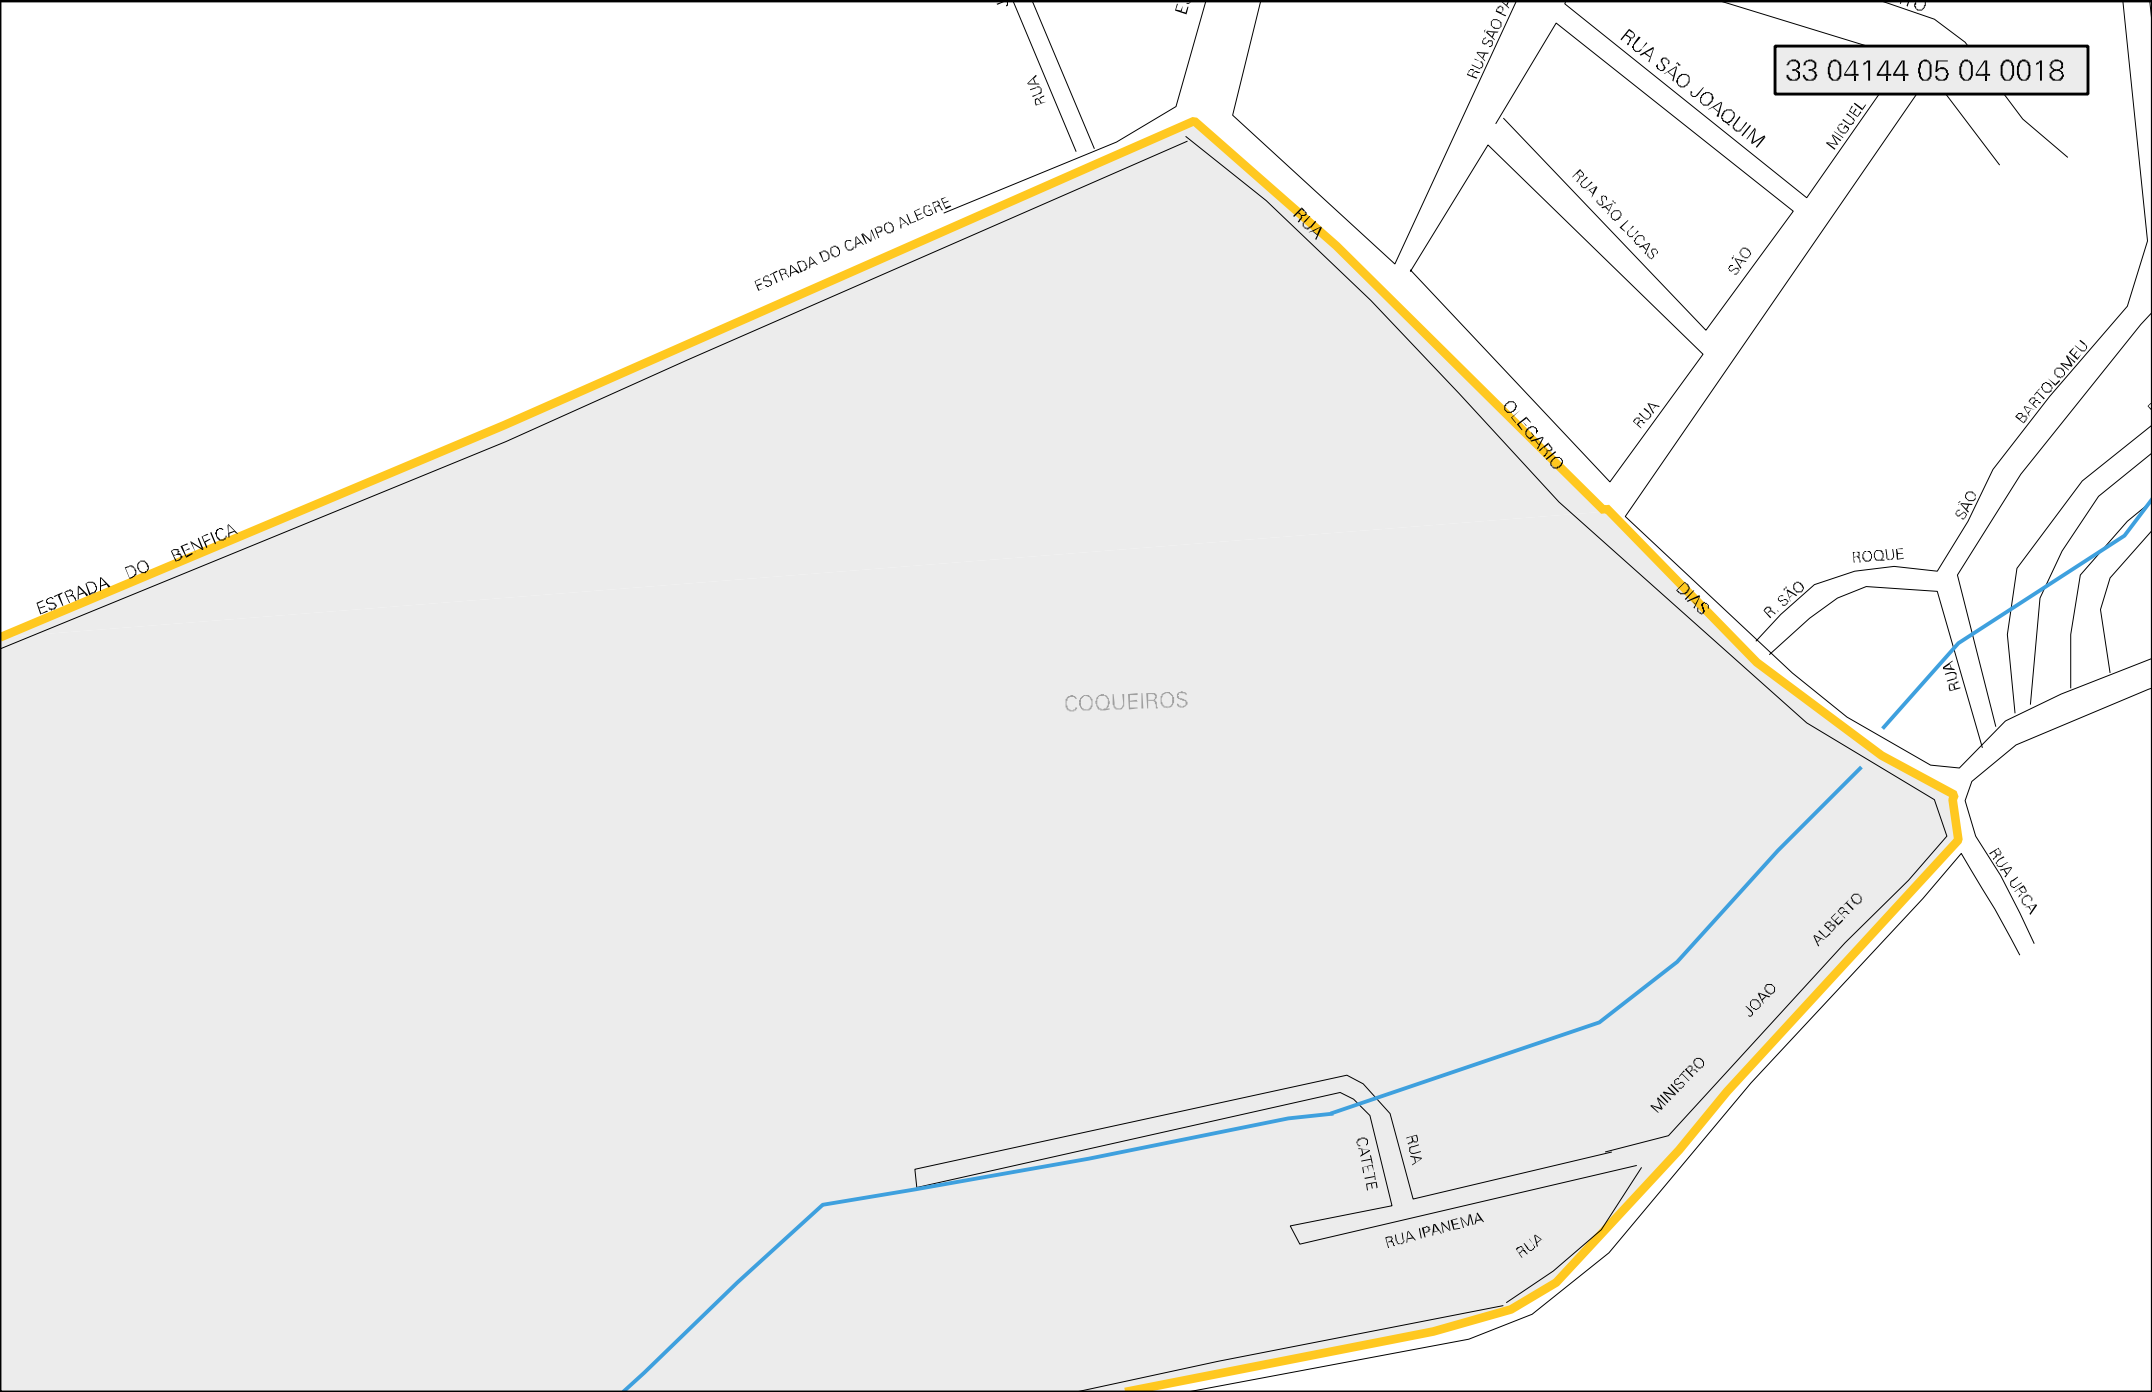 RUA SÃO
RUA SÃO JOAQUIM
33 04144 05 04 0018
RUA
MIGUEL
ESTRADA DO CAMPO ALEGRE
RUA
RUA SÃO LUCAS
SÃO
BARTOLOMEU
OLEGARIO
RUA
SÃO
ESTRADA DO BENFICA
ROQUE
R. SÃO
DIAS
RUA
COQUEIROS
RUA URCA
ALBERTO
JOAO
MINISTRO
CATETE
RUA
RUA IPANEMA
RUA